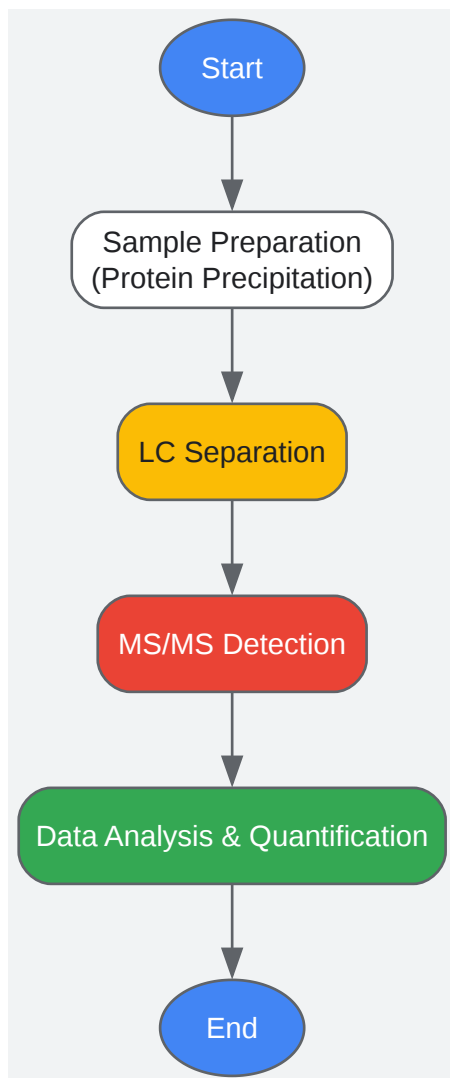 Start
Sample Preparation
(Protein Precipitation)
LC Separation
MS/MS Detection
Data Analysis & Quantification
End